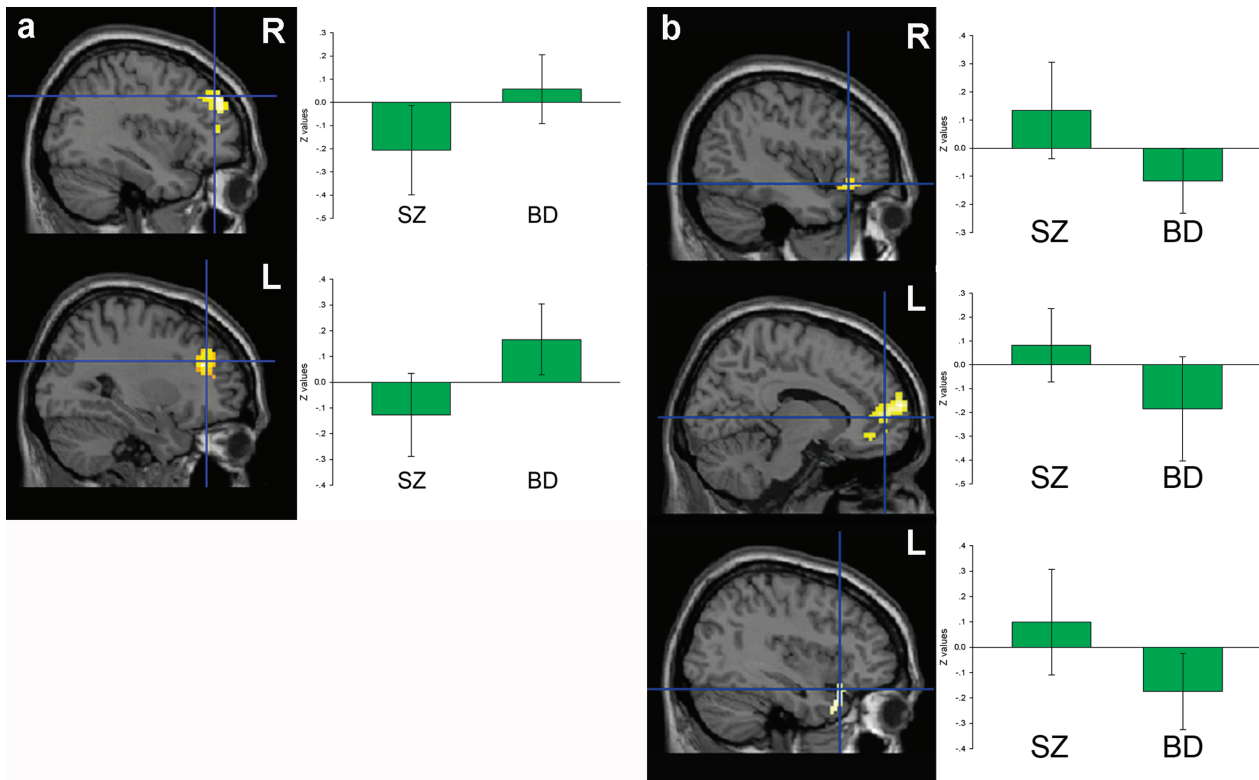 a
R
.3
.2
.1
0.0
-.1
-.2
-.3
-.4
-.5
Z values
SZ
BD
L
.4
.3
.2
.1
0.0
-.1
-.2
-.3
-.4
Z values
SZ
BD
b
R
.4
.3
.2
.1
0.0
-.1
-.2
-.3
Z values
SZ
BD
L
.3
.2
.1
0.0
-.1
-.2
-.3
-.4
-.5
Z values
SZ
BD
L
.4
.3
.2
.1
0.0
-.1
-.2
-.3
-.4
Z values
SZ
BD